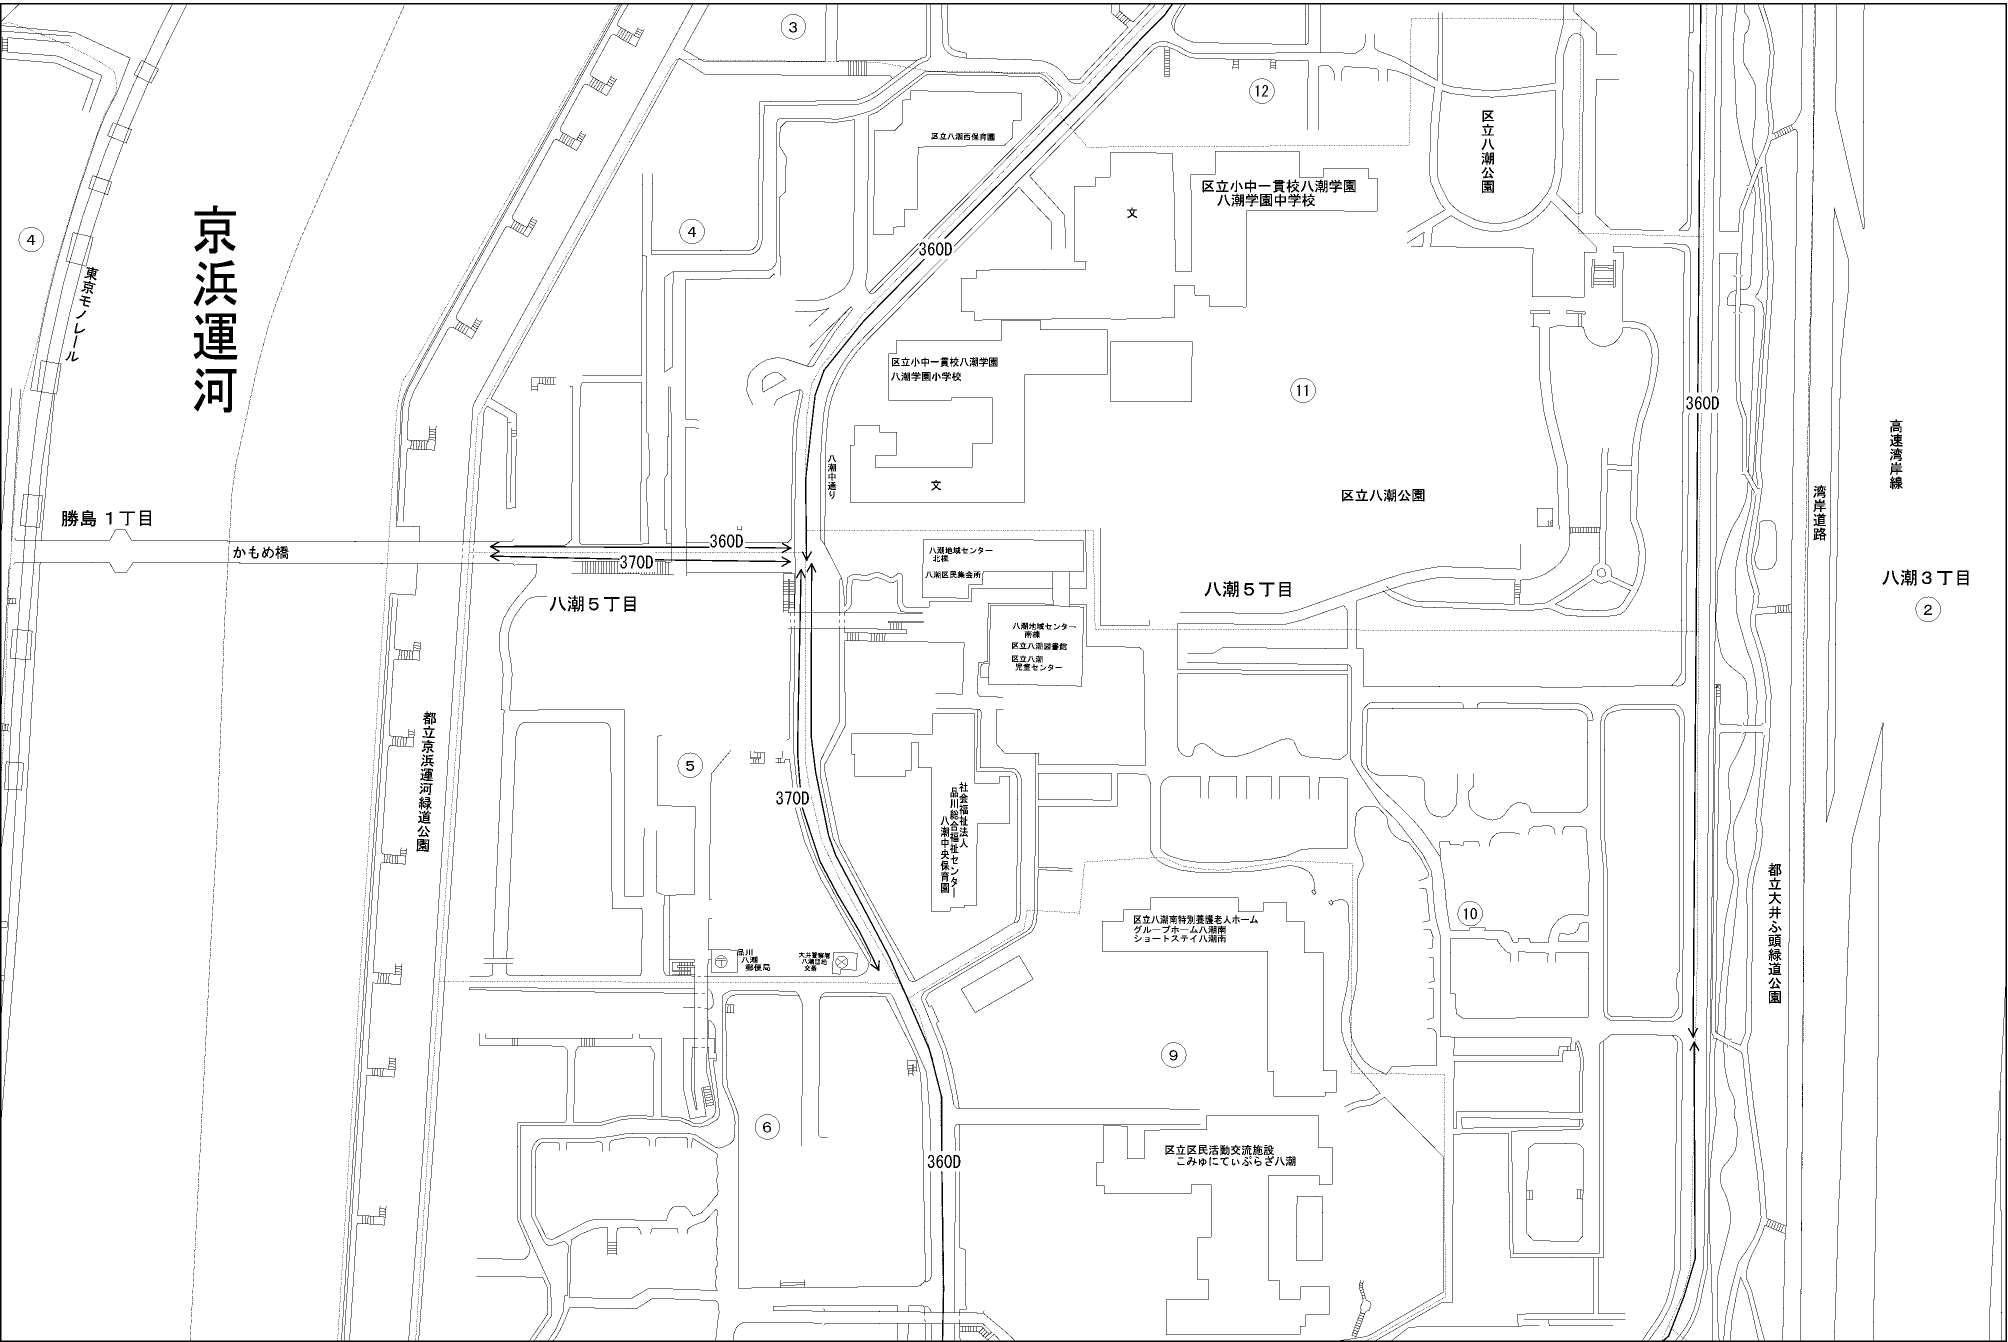 ③
⑫
④
④
京浜運河
東京モノレール
区立八潮西保育園
360D
文
区立小中一貫校八潮学園
八潮学園中学校
区立八潮公園
区立小中一貫校八潮学園
八潮学園小学校
文
⑪
360D
八潮中通り
区立八潮公園
高速湾岸線
湾岸道路
勝島1丁目
かもめ橋
360D
370D
八潮地域センター
北棟
八潮区民集会所
八潮5丁目
八潮5丁目
八潮3丁目
②
八潮地域センター
南棟
区立八潮図書館
区立八潮
児童センター
都立京浜運河緑道公園
⑤
370D
社会福祉法人
品川総合福祉センター
八潮中央保育園
区立八潮南特別養護老人ホーム
グループホーム八潮南
ショートステイ八潮南
⑩
都立大井ふ頭緑道公園
品川
八潮
郵便局
大井警察署
八潮団地
交番
⑨
⑥
360D
区立区民活動交流施設
こみゅにてぃぷらざ八潮